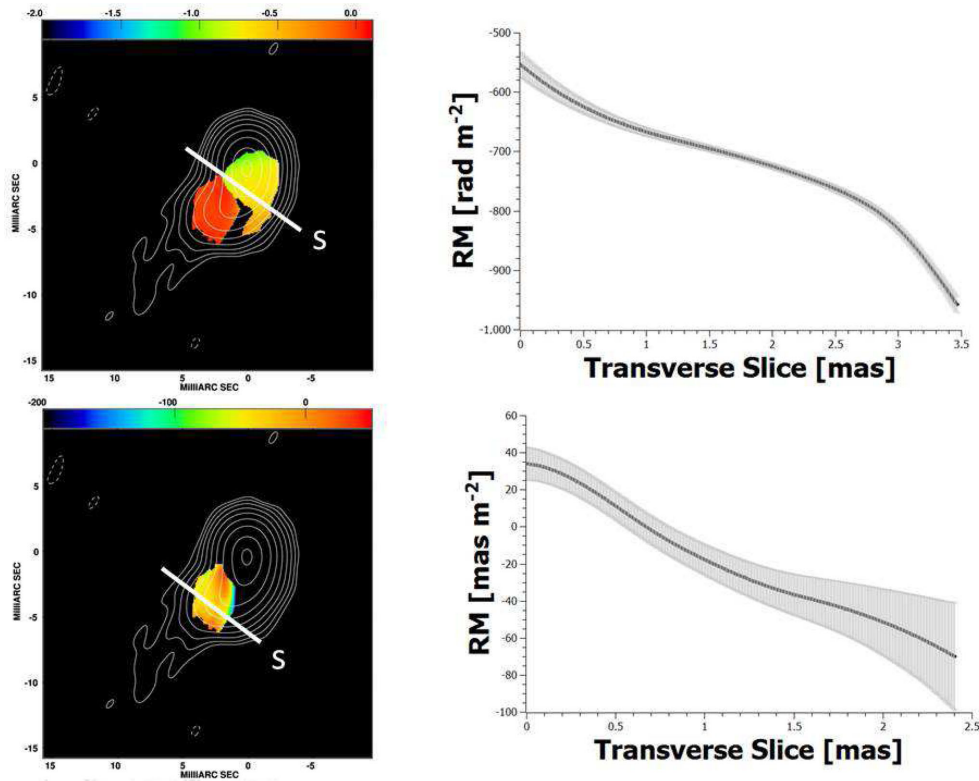 -2.0 -1.5 -1.0 -0.5 0.0
5
0
-5
-10
-15
MilliARC SEC
15 10 5 0 -5
MilliARC SEC
S
-500
-600
-700
-800
-900
-1.000
RM [rad m-2]
0 0.5 1 1.5 2 2.5 3 3.5
Transverse Slice [mas]
-200 -100 0
5
0
-5
-10
-15
MilliARC SEC
15 10 5 0 -5
MilliARC SEC
S
60
40
20
0
-20
-40
-60
-80
-100
RM [mas m-2]
0 0.5 1 1.5 2 2.5
Transverse Slice [mas]